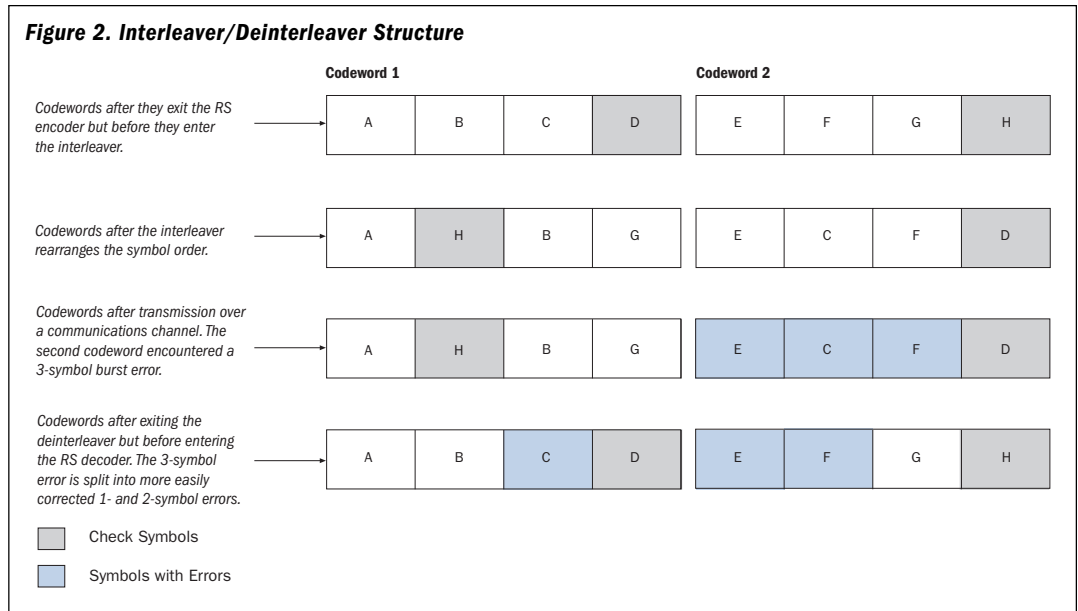 Figure 2. Interleaver/Deinterleaver Structure
Codeword 1
Codeword 2
Codewords after they exit the RS
encoder but before they enter
the interleaver.
A B C D E F G H
Codewords after the interleaver
rearranges the symbol order.
A H B G E C F D
Codewords after transmission over
a communications channel. The
second codeword encountered a
3-symbol burst error.
A H B G E C F D
Codewords after exiting the
deinterleaver but before entering
the RS decoder. The 3-symbol
error is split into more easily
corrected 1- and 2-symbol errors.
A B C D E F G H
Check Symbols
Symbols with Errors